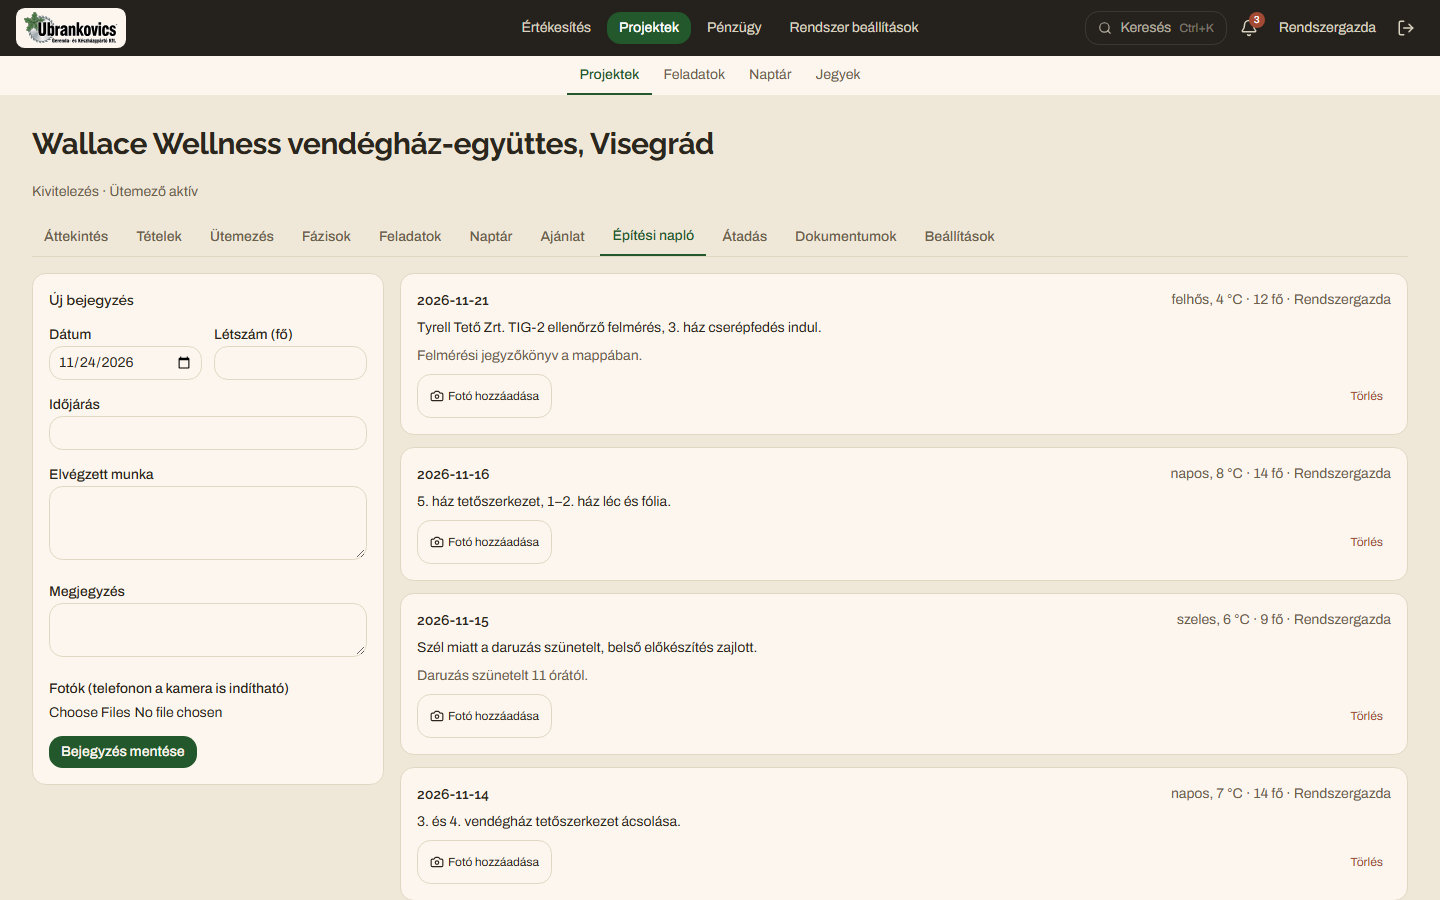 Ubrankovics
Gerenda- és Készházgyártó Kft.
Értékesítés
Projektek
Pénzügy
Rendszer beállítások
Keresés Ctrl+K
3
Rendszergazda
Projektek
Feladatok
Naptár
Jegyek
Wallace Wellness vendégház-együttes, Visegrád
Kivitelezés · Ütemező aktív
Áttekintés
Tételek
Ütemezés
Fázisok
Feladatok
Naptár
Ajánlat
Építési napló
Átadás
Dokumentumok
Beállítások
Új bejegyzés
Dátum
Létszám (fő)
11/24/2026
Időjárás
Elvégzett munka
Megjegyzés
Fotók (telefonon a kamera is indítható)
Choose Files No file chosen
Bejegyzés mentése
2026-11-21
felhős, 4 °C · 12 fő · Rendszergazda
Tyrell Tető Zrt. TIG-2 ellenőrző felmérés, 3. ház cserépfedés indul.
Felmérési jegyzőkönyv a mappában.
Fotó hozzáadása
Törlés
2026-11-16
napos, 8 °C · 14 fő · Rendszergazda
5. ház tetőszerkezet, 1–2. ház léc és fólia.
Fotó hozzáadása
Törlés
2026-11-15
szeles, 6 °C · 9 fő · Rendszergazda
Szél miatt a daruzás szünetelt, belső előkészítés zajlott.
Daruzás szünetelt 11 órától.
Fotó hozzáadása
Törlés
2026-11-14
napos, 7 °C · 14 fő · Rendszergazda
3. és 4. vendégház tetőszerkezet ácsolása.
Fotó hozzáadása
Törlés